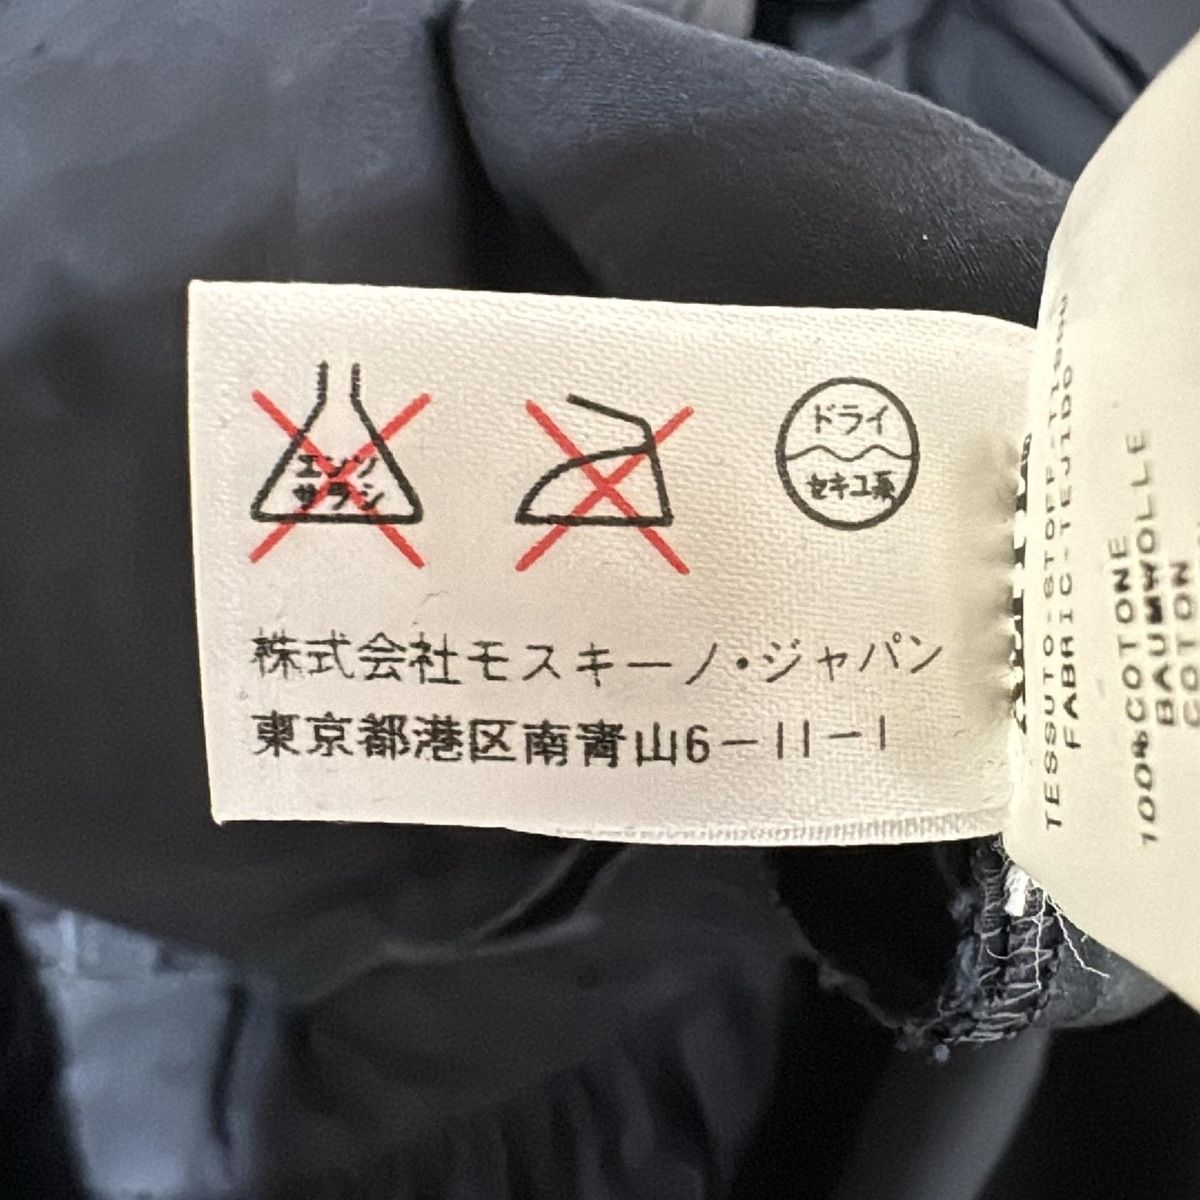 エンソ
サラシ
ドライ
セキユ系
株式会社モスキーノ・ジャパン
東京都港区南青山6-11-1
TESSUTO-STOFF-TISSU
FABRIC-TEJIDO
100%COTONE
BAUMWOLLE
COTON